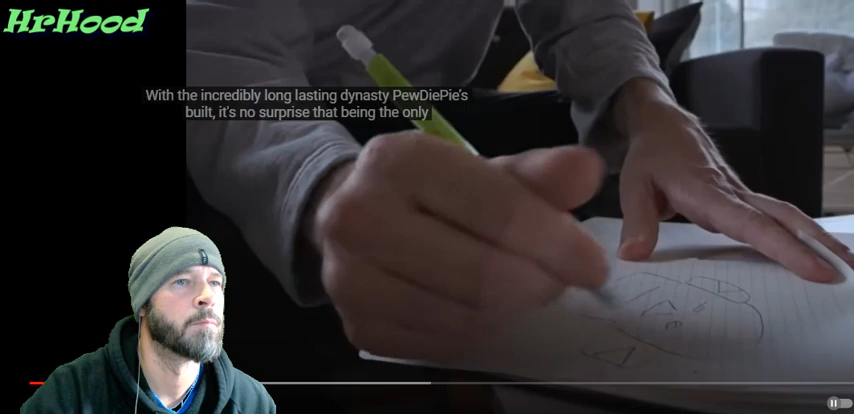 HrHood
With the incredibly long lasting dynasty PewDiePie's
built, it's no surprise that being the only